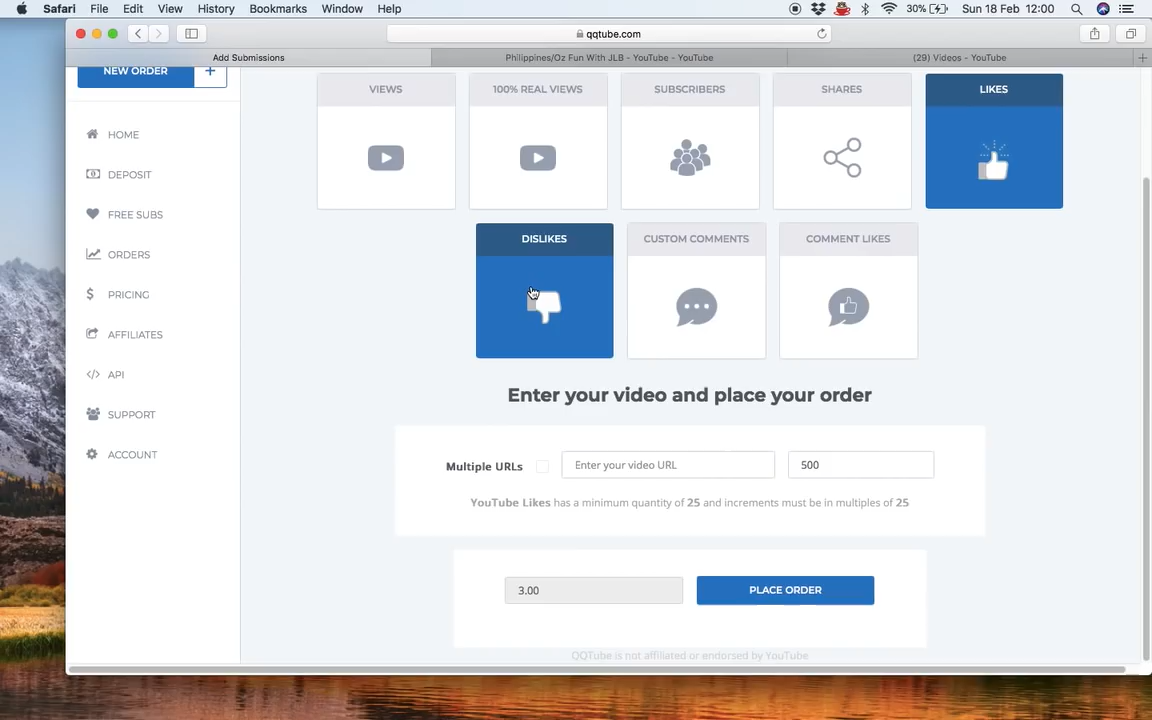 Safari File Edit View History Bookmarks Window Help 30% Sun 18 Feb 12:00
qqtube.com
Add Submissions Philippines/Oz Fun With JLB - YouTube - YouTube (29) Videos - YouTube
NEW ORDER +
HOME
DEPOSIT
FREE SUBS
ORDERS
PRICING
AFFILIATES
API
SUPPORT
ACCOUNT
VIEWS 100% REAL VIEWS SUBSCRIBERS SHARES LIKES
DISLIKES CUSTOM COMMENTS COMMENT LIKES
Enter your video and place your order
Multiple URLs Enter your video URL 500
YouTube Likes has a minimum quantity of 25 and increments must be in multiples of 25
3.00 PLACE ORDER
QQTube is not affiliated or endorsed by YouTube